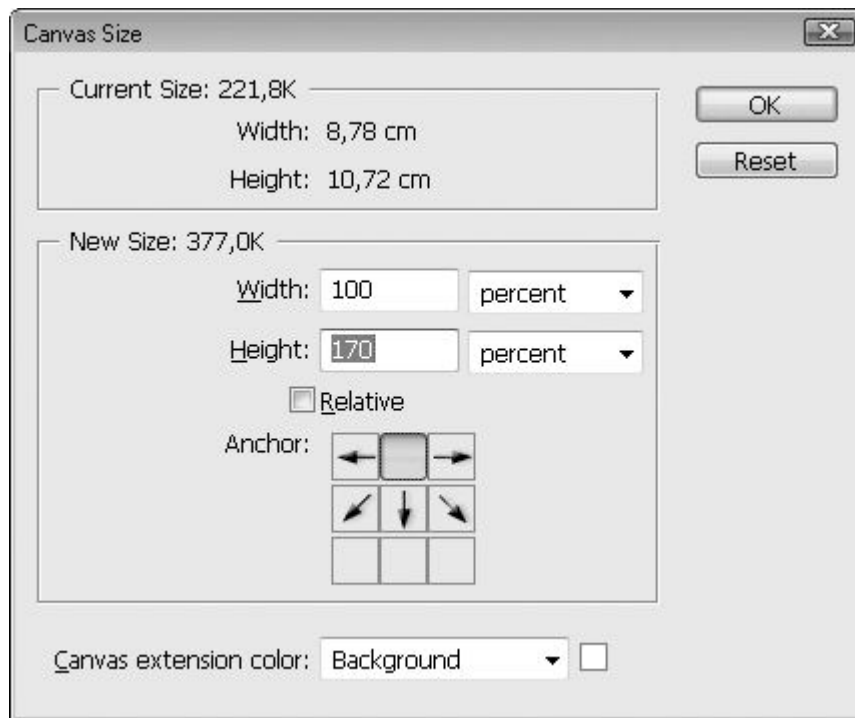 Canvas Size
Current Size: 221,8K
Width: 8,78 cm
Height: 10,72 cm
OK
Reset
New Size: 377,0K
Width: 100 percent
Height: 170 percent
Relative
Anchor:
Canvas extension color: Background